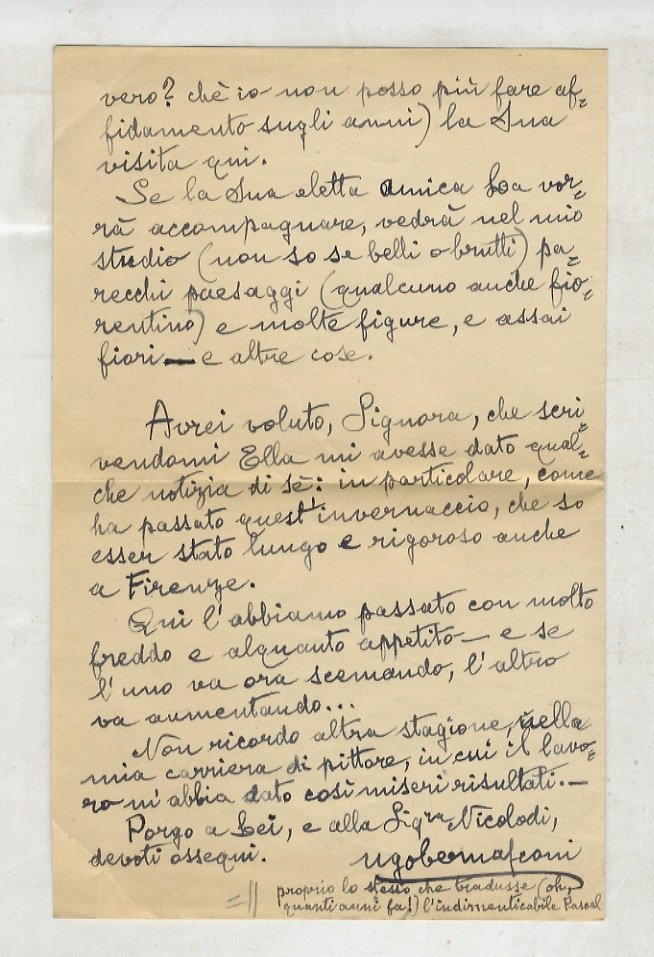 vero? chè io non posso più fare af=
fidamento sugli anni) la Sua
visita qui.
Se la Sua eletta amica La vor=
rà accompagnare, vedrà nel mio
studio (non so se belli o brutti) pa=
recchi paesaggi (qualcuno anche fio=
rentino) e molte figure, e assai
fiori — e altre cose.
Avrei voluto, Signora, che scri=
vendomi Ella mi avesse dato qual=
che notizia di sè: in particolare, come
ha passato quest'invernaccio, che so
esser stato lungo e rigoroso anche
a Firenze.
Qui l'abbiamo passato con molto
freddo e alquanto appetito — e se
l'uno va ora scemando, l'altro
va aumentando...
Non ricordo altra stagione, nella
mia carriera di pittore, in cui il lavo=
ro m'abbia dato così miseri risultati. —
Porgo a Lei, e alla Sigra Nicolodi,
devoti ossequi. Ugo Bernasconi
=|| proprio lo stesso che tradusse (oh,
quanti anni fa!) l'indimenticabile Pascal